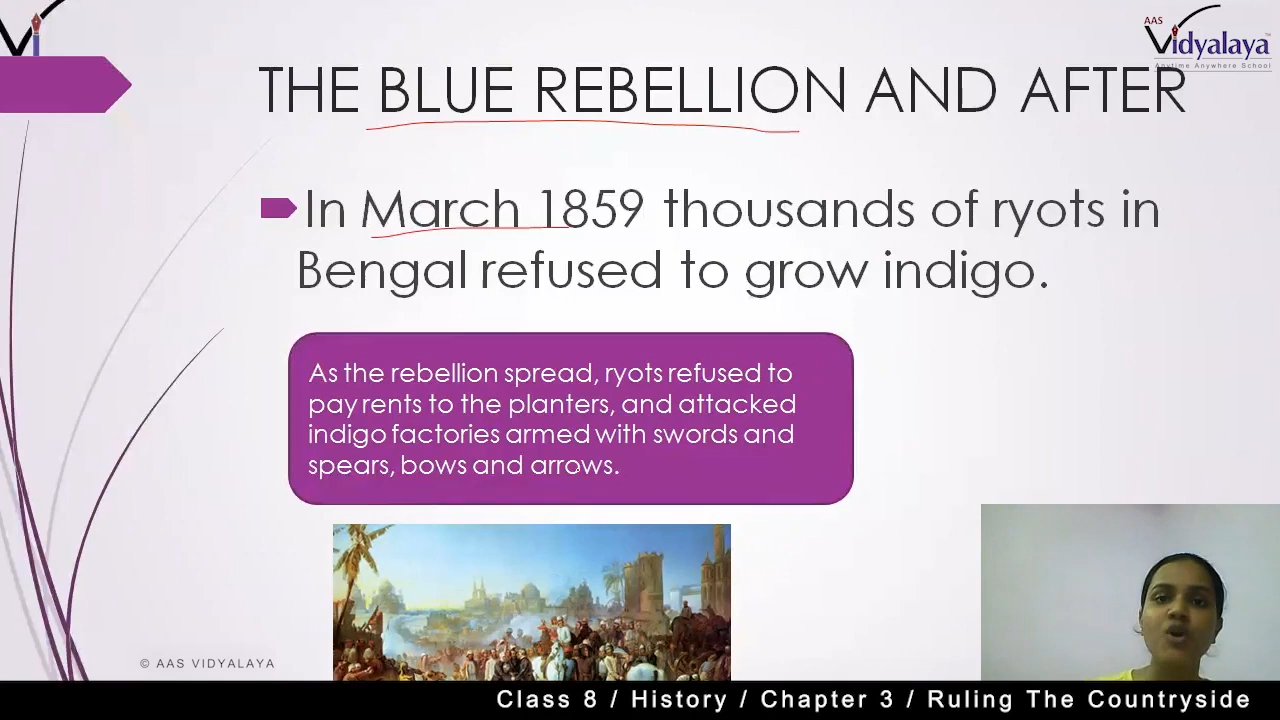 AAS
Vidyalaya
Anytime Anywhere School
THE BLUE REBELLION AND AFTER
In March 1859 thousands of ryots in
Bengal refused to grow indigo.
As the rebellion spread, ryots refused to
pay rents to the planters, and attacked
indigo factories armed with swords and
spears, bows and arrows.
© AAS VIDYALAYA
Class 8 / History / Chapter 3 / Ruling The Countryside